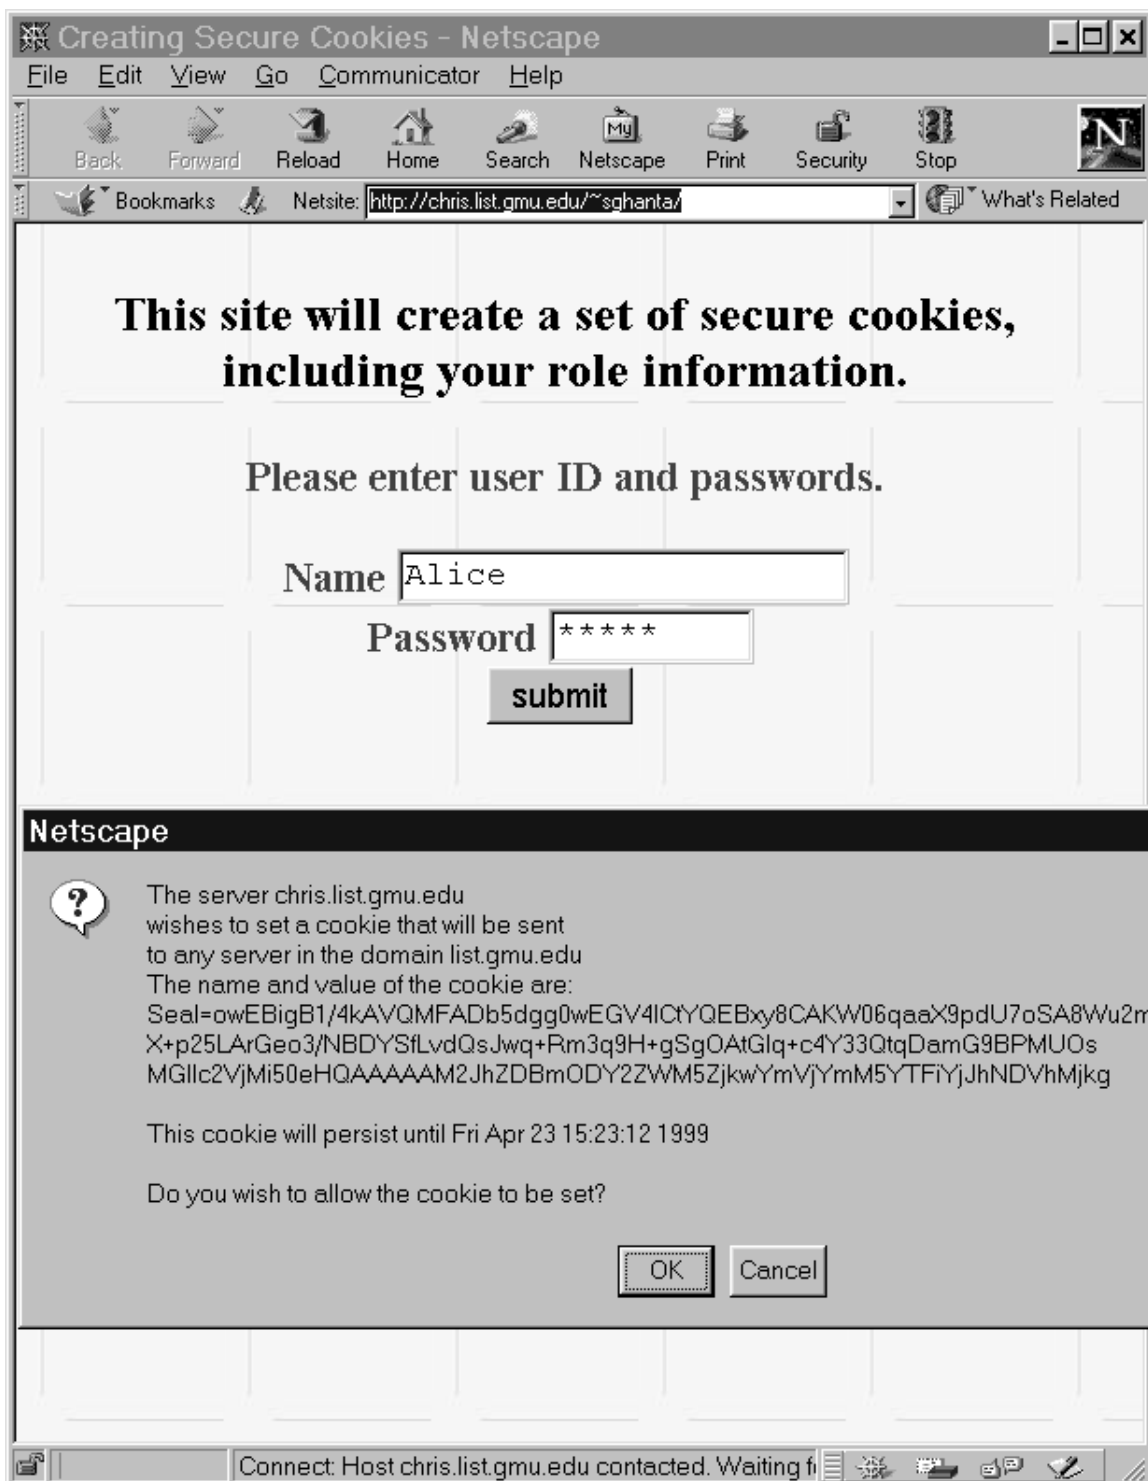 Creating Secure Cookies - Netscape
File Edit View Go Communicator Help
My N
Back Forward Reload Home Search Netscape Print Security Stop
Bookmarks Netsite: http://chris.list.gmu.edu/~sghanta/ What's Related
This site will create a set of secure cookies,
including your role information.
Please enter user ID and passwords.
Name Alice
Password *****
submit
Netscape
?
The server chris.list.gmu.edu
wishes to set a cookie that will be sent
to any server in the domain list.gmu.edu
The name and value of the cookie are:
Seal=owEBigB1/4kAVQMFADb5dgg0wEGV4ICtYQEBxy8CAKW06qaaX9pdU7oSA8Wu2m
X+p25LArGeo3/NBDYSfLvdQsJwq+Rm3q9H+gSgOAtGlq+c4Y33QtqDamG9BPMUOs
MGllc2VjMi50eHQAAAAAM2JhZDBmODY2ZWM5ZjkwYmVjYmM5YTFiYjJhNDVhMjkg
This cookie will persist until Fri Apr 23 15:23:12 1999
Do you wish to allow the cookie to be set?
OK Cancel
Connect: Host chris.list.gmu.edu contacted. Waiting